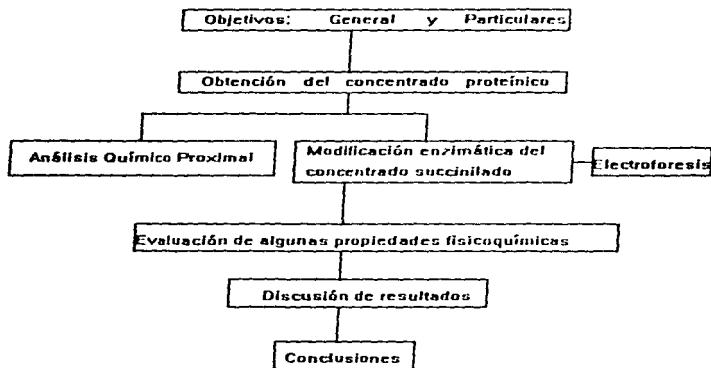 Objetivos: General y Particulares
Obtención del concentrado proteínico
Análisis Químico Proximal
Modificación enzimática del
concentrado succinilado
Electroforesis
Evaluación de algunas propiedades fisicoquímicas
Discusión de resultados
Conclusiones